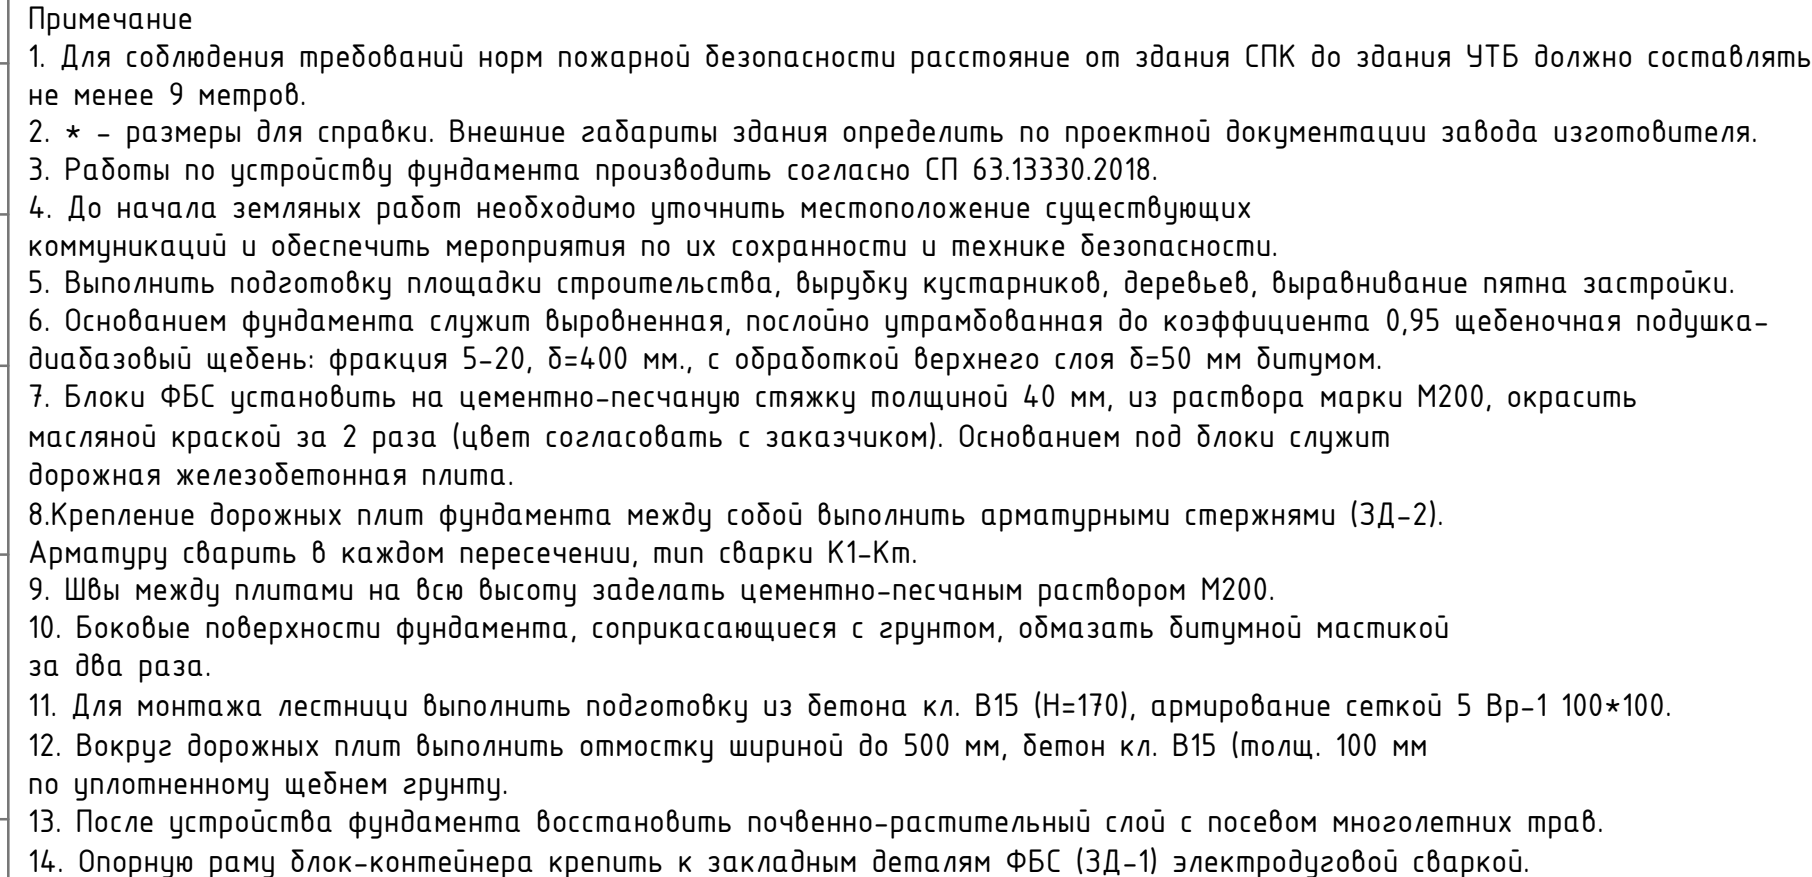 Примечание
1. Для соблюдения требований норм пожарной безопасности расстояние от здания СПК до здания УТБ должно составлять
не менее 9 метров.
2. * - размеры для справки. Внешние габариты здания определить по проектной документации завода изготовителя.
3. Работы по устройству фундамента производить согласно СП 63.13330.2018.
4. До начала земляных работ необходимо уточнить местоположение существующих
коммуникаций и обеспечить мероприятия по их сохранности и технике безопасности.
5. Выполнить подготовку площадки строительства, вырубку кустарников, деревьев, выравнивание пятна застройки.
6. Основанием фундамента служит выровненная, послойно утрамбованная до коэффициента 0,95 щебеночная подушка-
диабазовый щебень: фракция 5-20, δ=400 мм., с обработкой верхнего слоя δ=50 мм битумом.
7. Блоки ФБС установить на цементно-песчаную стяжку толщиной 40 мм, из раствора марки М200, окрасить
масляной краской за 2 раза (цвет согласовать с заказчиком). Основанием под блоки служит
дорожная железобетонная плита.
8.Крепление дорожных плит фундамента между собой выполнить арматурными стержнями (ЗД-2).
Арматуру сварить в каждом пересечении, тип сварки К1-Кт.
9. Швы между плитами на всю высоту заделать цементно-песчаным раствором М200.
10. Боковые поверхности фундамента, соприкасающиеся с грунтом, обмазать битумной мастикой
за два раза.
11. Для монтажа лестници выполнить подготовку из бетона кл. В15 (Н=170), армирование сеткой 5 Вр-1 100*100.
12. Вокруг дорожных плит выполнить отмостку шириной до 500 мм, бетон кл. В15 (толщ. 100 мм
по уплотненному щебнем грунту.
13. После устройства фундамента восстановить почвенно-растительный слой с посевом многолетних трав.
14. Опорную раму блок-контейнера крепить к закладным деталям ФБС (ЗД-1) электродуговой сваркой.